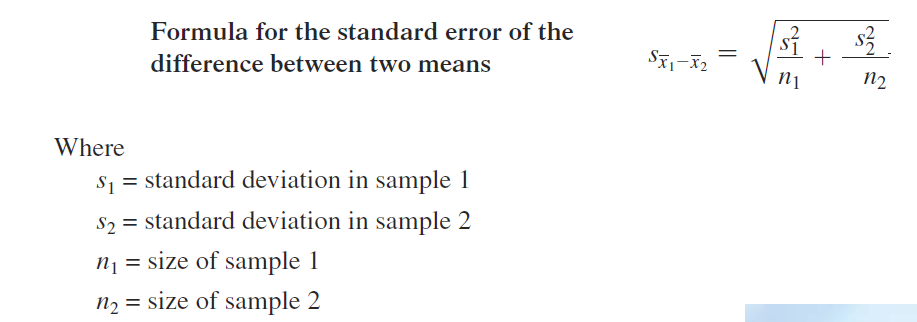 Formula for the standard error of the
difference between two means
s_{x̄₁−x̄₂} = √(s₁²/n₁ + s₂²/n₂)
Where
s₁ = standard deviation in sample 1
s₂ = standard deviation in sample 2
n₁ = size of sample 1
n₂ = size of sample 2